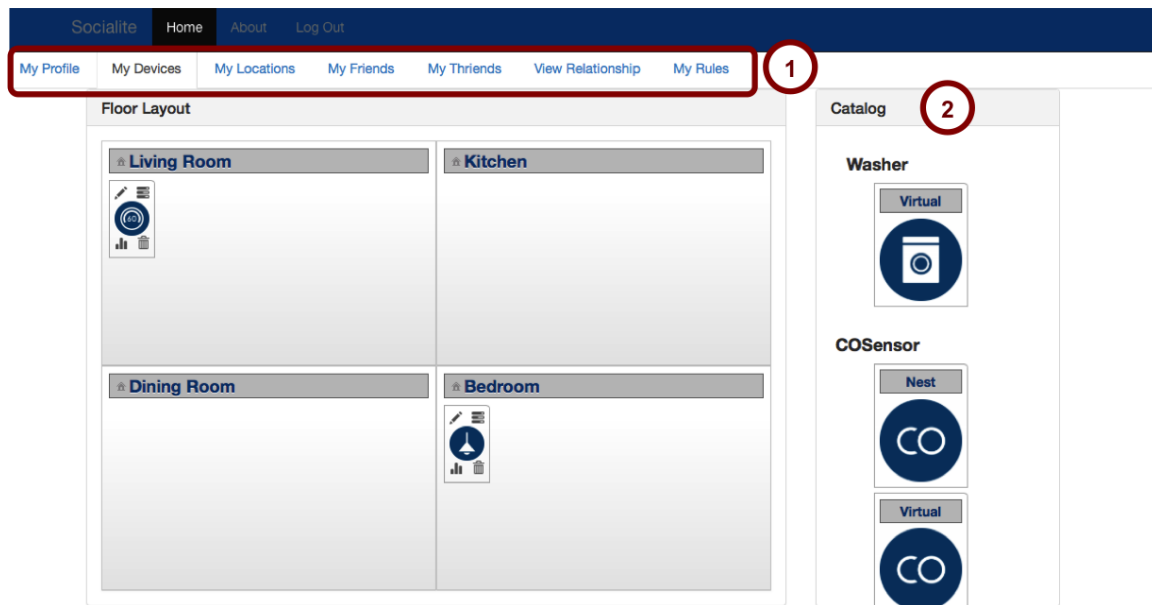 Socialite Home About Log Out
My Profile My Devices My Locations My Friends My Thriends View Relationship My Rules 1
Floor Layout
Living Room
Kitchen
60
Dining Room
Bedroom
Catalog 2
Washer
Virtual
COSensor
Nest
CO
Virtual
CO